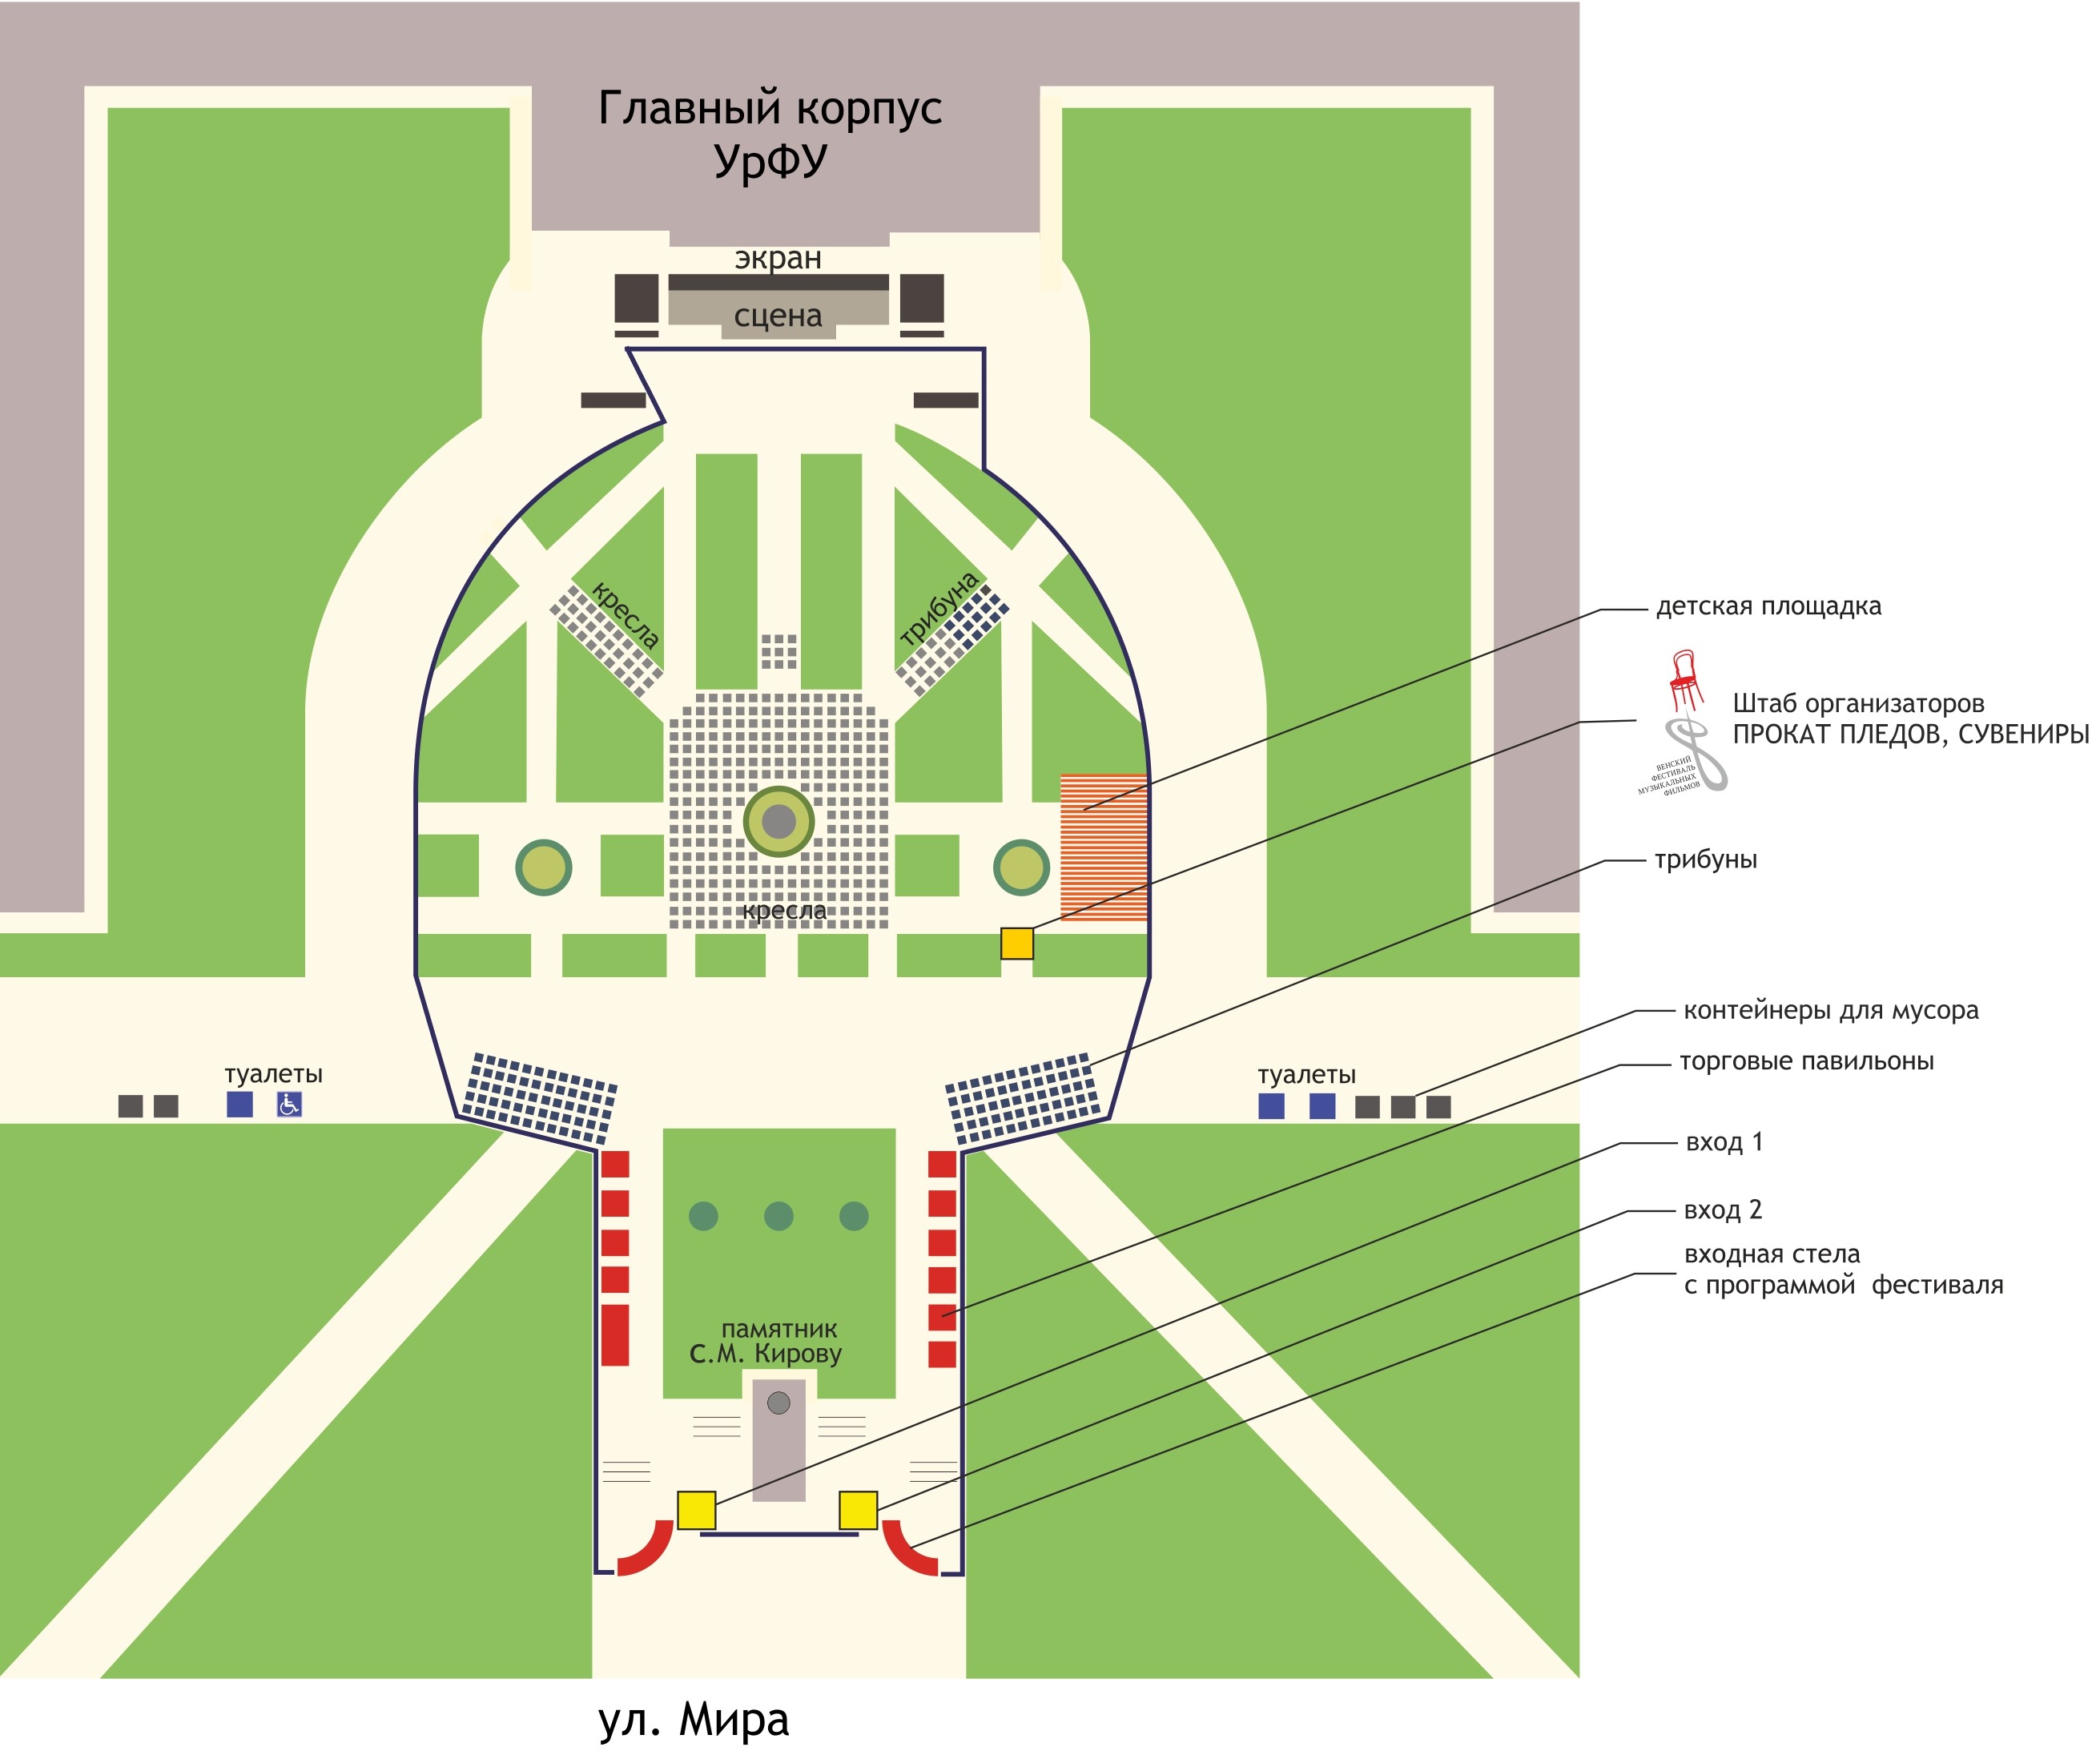 Главный корпус
УрФУ
экран
сцена
кресла
трибуна
детская площадка
Штаб организаторов
ПРОКАТ ПЛЕДОВ, СУВЕНИРЫ
ВЕНСКИЙ
ФЕСТИВАЛЬ
МУЗЫКАЛЬНЫХ
ФИЛЬМОВ
трибуны
кресла
контейнеры для мусора
торговые павильоны
туалеты
туалеты
вход 1
вход 2
входная стела
с программой фестиваля
памятник
С.М. Кирову
ул. Мира